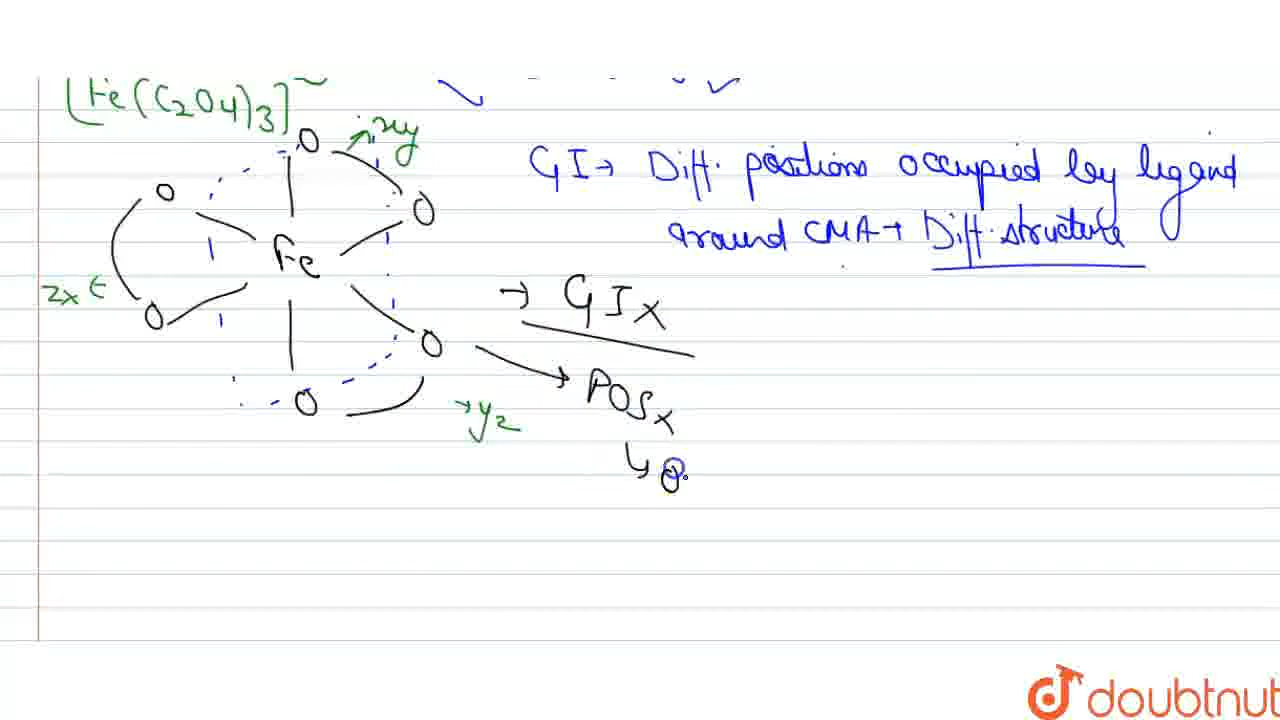 [Fe(C2O4)3]
xy
O
O
O
Fe
O
O
O
zx
yz
GI → Diff. positions occupied by ligand
around CMA → Diff. structure
→ GI x
POS x
↳ O
doubtnut